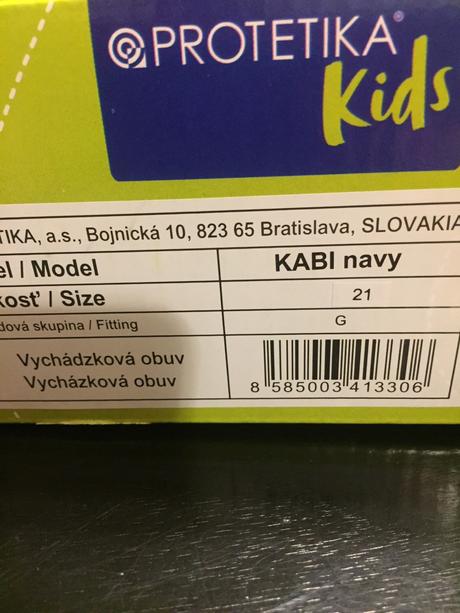 PROTETIKA®
Kids
TIKA, a.s., Bojnická 10, 823 65 Bratislava, SLOVAKIA
el / Model KABI navy
kosť / Size 21
dová skupina / Fitting G
Vychádzková obuv
Vycházková obuv
8 585003 413306